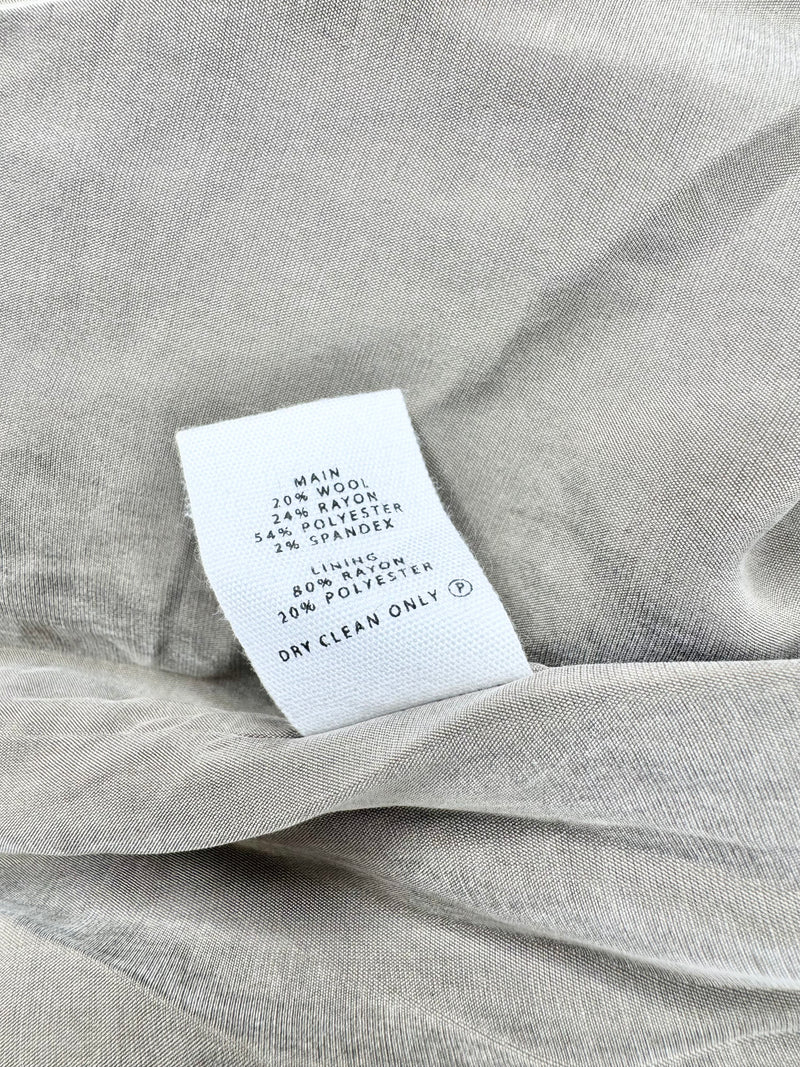 MAIN
20% WOOL
24% RAYON
54% POLYESTER
2% SPANDEX
LINING
80% RAYON
20% POLYESTER
DRY CLEAN ONLY Ⓟ